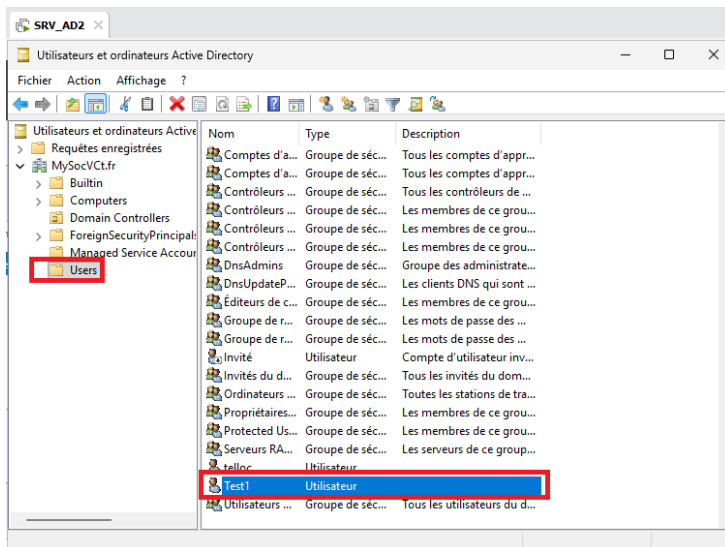 SRV_AD2
Utilisateurs et ordinateurs Active Directory
Fichier Action Affichage ?
Utilisateurs et ordinateurs Active
Requêtes enregistrées
MySocVCt.fr
Builtin
Computers
Domain Controllers
ForeignSecurityPrincipals
Managed Service Accour
Users
Nom Type Description
Comptes d'a... Groupe de séc... Tous les comptes d'appr...
Comptes d'a... Groupe de séc... Tous les comptes d'appr...
Contrôleurs ... Groupe de séc... Tous les contrôleurs de ...
Contrôleurs ... Groupe de séc... Les membres de ce grou...
Contrôleurs ... Groupe de séc... Les membres de ce grou...
Contrôleurs ... Groupe de séc... Les membres de ce grou...
DnsAdmins Groupe de séc... Groupe des administrate...
DnsUpdateP... Groupe de séc... Les clients DNS qui sont ...
Éditeurs de c... Groupe de séc... Les membres de ce grou...
Groupe de r... Groupe de séc... Les mots de passe des ...
Groupe de r... Groupe de séc... Les mots de passe des ...
Invité Utilisateur Compte d'utilisateur inv...
Invités du d... Groupe de séc... Tous les invités du dom...
Ordinateurs ... Groupe de séc... Toutes les stations de tra...
Propriétaires... Groupe de séc... Les membres de ce grou...
Protected Us... Groupe de séc... Les membres de ce grou...
Serveurs RA... Groupe de séc... Les serveurs de ce group...
telloc Utilisateur
Test1 Utilisateur
Utilisateurs ... Groupe de séc... Tous les utilisateurs du d...